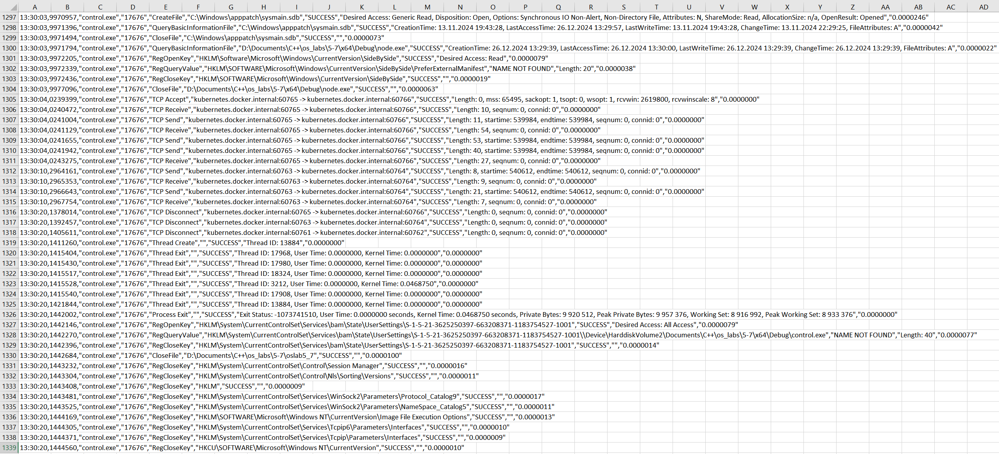 A B C D E F G H I J K L M N O P Q R S T U V W X Y Z AA AB AC AD
1297 13:30:03,9970957,"control.exe","17676","CreateFile","C:\Windows\apppatch\sysmain.sdb","SUCCESS","Desired Access: Generic Read, Disposition: Open, Options: Synchronous IO Non-Alert, Non-Directory File, Attributes: N, ShareMode: Read, AllocationSize: n/a, OpenResult: Opened","0.0000246"
1298 13:30:03,9971396,"control.exe","17676","QueryBasicInformationFile","C:\Windows\apppatch\sysmain.sdb","SUCCESS","CreationTime: 13.11.2024 19:43:28, LastAccessTime: 26.12.2024 13:29:57, LastWriteTime: 13.11.2024 19:43:28, ChangeTime: 13.11.2024 22:29:25, FileAttributes: A","0.0000042"
1299 13:30:03,9971494,"control.exe","17676","CloseFile","C:\Windows\apppatch\sysmain.sdb","SUCCESS","","0.0000073"
1300 13:30:03,9971794,"control.exe","17676","QueryBasicInformationFile","D:\Documents\C++\os_labs\5-7\x64\Debug\node.exe","SUCCESS","CreationTime: 26.12.2024 13:29:39, LastAccessTime: 26.12.2024 13:30:00, LastWriteTime: 26.12.2024 13:29:39, ChangeTime: 26.12.2024 13:29:39, FileAttributes: A","0.0000022"
1301 13:30:03,9972205,"control.exe","17676","RegOpenKey","HKLM\Software\Microsoft\Windows\CurrentVersion\SideBySide","SUCCESS","Desired Access: Read","0.0000079"
1302 13:30:03,9972339,"control.exe","17676","RegQueryValue","HKLM\SOFTWARE\Microsoft\Windows\CurrentVersion\SideBySide\PreferExternalManifest","NAME NOT FOUND","Length: 20","0.0000038"
1303 13:30:03,9972436,"control.exe","17676","RegCloseKey","HKLM\SOFTWARE\Microsoft\Windows\CurrentVersion\SideBySide","SUCCESS","","0.0000019"
1304 13:30:03,9977096,"control.exe","17676","CloseFile","D:\Documents\C++\os_labs\5-7\x64\Debug\node.exe","SUCCESS","","0.0000063"
1305 13:30:04,0239399,"control.exe","17676","TCP Accept","kubernetes.docker.internal:60765 -> kubernetes.docker.internal:60766","SUCCESS","Length: 0, mss: 65495, sackopt: 1, tsopt: 0, wsopt: 1, rcvwin: 2619800, rcvwinscale: 8","0.0000000"
1306 13:30:04,0240472,"control.exe","17676","TCP Receive","kubernetes.docker.internal:60765 -> kubernetes.docker.internal:60766","SUCCESS","Length: 10, seqnum: 0, connid: 0","0.0000000"
1307 13:30:04,0241004,"control.exe","17676","TCP Send","kubernetes.docker.internal:60765 -> kubernetes.docker.internal:60766","SUCCESS","Length: 11, startime: 539984, endtime: 539984, seqnum: 0, connid: 0","0.0000000"
1308 13:30:04,0241129,"control.exe","17676","TCP Receive","kubernetes.docker.internal:60765 -> kubernetes.docker.internal:60766","SUCCESS","Length: 54, seqnum: 0, connid: 0","0.0000000"
1309 13:30:04,0241655,"control.exe","17676","TCP Send","kubernetes.docker.internal:60765 -> kubernetes.docker.internal:60766","SUCCESS","Length: 53, startime: 539984, endtime: 539984, seqnum: 0, connid: 0","0.0000000"
1310 13:30:04,0241942,"control.exe","17676","TCP Send","kubernetes.docker.internal:60765 -> kubernetes.docker.internal:60766","SUCCESS","Length: 40, startime: 539984, endtime: 539984, seqnum: 0, connid: 0","0.0000000"
1311 13:30:04,0243275,"control.exe","17676","TCP Receive","kubernetes.docker.internal:60765 -> kubernetes.docker.internal:60766","SUCCESS","Length: 27, seqnum: 0, connid: 0","0.0000000"
1312 13:30:10,2964161,"control.exe","17676","TCP Send","kubernetes.docker.internal:60763 -> kubernetes.docker.internal:60764","SUCCESS","Length: 8, startime: 540612, endtime: 540612, seqnum: 0, connid: 0","0.0000000"
1313 13:30:10,2965353,"control.exe","17676","TCP Receive","kubernetes.docker.internal:60763 -> kubernetes.docker.internal:60764","SUCCESS","Length: 9, seqnum: 0, connid: 0","0.0000000"
1314 13:30:10,2966643,"control.exe","17676","TCP Send","kubernetes.docker.internal:60763 -> kubernetes.docker.internal:60764","SUCCESS","Length: 21, startime: 540612, endtime: 540612, seqnum: 0, connid: 0","0.0000000"
1315 13:30:10,2967754,"control.exe","17676","TCP Receive","kubernetes.docker.internal:60763 -> kubernetes.docker.internal:60764","SUCCESS","Length: 7, seqnum: 0, connid: 0","0.0000000"
1316 13:30:20,1378014,"control.exe","17676","TCP Disconnect","kubernetes.docker.internal:60765 -> kubernetes.docker.internal:60766","SUCCESS","Length: 0, seqnum: 0, connid: 0","0.0000000"
1317 13:30:20,1392457,"control.exe","17676","TCP Disconnect","kubernetes.docker.internal:60763 -> kubernetes.docker.internal:60764","SUCCESS","Length: 0, seqnum: 0, connid: 0","0.0000000"
1318 13:30:20,1405611,"control.exe","17676","TCP Disconnect","kubernetes.docker.internal:60761 -> kubernetes.docker.internal:60762","SUCCESS","Length: 0, seqnum: 0, connid: 0","0.0000000"
1319 13:30:20,1411260,"control.exe","17676","Thread Create","","SUCCESS","Thread ID: 13884","0.0000000"
1320 13:30:20,1415404,"control.exe","17676","Thread Exit","","SUCCESS","Thread ID: 17968, User Time: 0.0000000, Kernel Time: 0.0000000","0.0000000"
1321 13:30:20,1415430,"control.exe","17676","Thread Exit","","SUCCESS","Thread ID: 17980, User Time: 0.0000000, Kernel Time: 0.0000000","0.0000000"
1322 13:30:20,1415517,"control.exe","17676","Thread Exit","","SUCCESS","Thread ID: 18324, User Time: 0.0000000, Kernel Time: 0.0000000","0.0000000"
1323 13:30:20,1415528,"control.exe","17676","Thread Exit","","SUCCESS","Thread ID: 3212, User Time: 0.0000000, Kernel Time: 0.0468750","0.0000000"
1324 13:30:20,1415540,"control.exe","17676","Thread Exit","","SUCCESS","Thread ID: 17908, User Time: 0.0000000, Kernel Time: 0.0000000","0.0000000"
1325 13:30:20,1421844,"control.exe","17676","Thread Exit","","SUCCESS","Thread ID: 13884, User Time: 0.0000000, Kernel Time: 0.0000000","0.0000000"
1326 13:30:20,1442002,"control.exe","17676","Process Exit","","SUCCESS","Exit Status: -1073741510, User Time: 0.0000000 seconds, Kernel Time: 0.0468750 seconds, Private Bytes: 9 920 512, Peak Private Bytes: 9 957 376, Working Set: 8 916 992, Peak Working Set: 8 933 376","0.0000000"
1327 13:30:20,1442146,"control.exe","17676","RegOpenKey","HKLM\System\CurrentControlSet\Services\bam\State\UserSettings\S-1-5-21-3625250397-663208371-1183754527-1001","SUCCESS","Desired Access: All Access","0.0000079"
1328 13:30:20,1442270,"control.exe","17676","RegQueryValue","HKLM\System\CurrentControlSet\Services\bam\State\UserSettings\S-1-5-21-3625250397-663208371-1183754527-1001\\Device\HarddiskVolume2\Documents\C++\os_labs\5-7\x64\Debug\control.exe","NAME NOT FOUND","Length: 40","0.0000077"
1329 13:30:20,1442396,"control.exe","17676","RegCloseKey","HKLM\System\CurrentControlSet\Services\bam\State\UserSettings\S-1-5-21-3625250397-663208371-1183754527-1001","SUCCESS","","0.0000014"
1330 13:30:20,1442684,"control.exe","17676","CloseFile","D:\Documents\C++\os_labs\5-7\oslab5_7","SUCCESS","","0.0000100"
1331 13:30:20,1443232,"control.exe","17676","RegCloseKey","HKLM\System\CurrentControlSet\Control\Session Manager","SUCCESS","","0.0000016"
1332 13:30:20,1443304,"control.exe","17676","RegCloseKey","HKLM\System\CurrentControlSet\Control\Nls\Sorting\Versions","SUCCESS","","0.0000011"
1333 13:30:20,1443408,"control.exe","17676","RegCloseKey","HKLM","SUCCESS","","0.0000009"
1334 13:30:20,1443481,"control.exe","17676","RegCloseKey","HKLM\System\CurrentControlSet\Services\WinSock2\Parameters\Protocol_Catalog9","SUCCESS","","0.0000017"
1335 13:30:20,1443525,"control.exe","17676","RegCloseKey","HKLM\System\CurrentControlSet\Services\WinSock2\Parameters\NameSpace_Catalog5","SUCCESS","","0.0000011"
1336 13:30:20,1444169,"control.exe","17676","RegCloseKey","HKLM\SOFTWARE\Microsoft\Windows NT\CurrentVersion\Image File Execution Options","SUCCESS","","0.0000013"
1337 13:30:20,1444305,"control.exe","17676","RegCloseKey","HKLM\System\CurrentControlSet\Services\Tcpip6\Parameters\Interfaces","SUCCESS","","0.0000010"
1338 13:30:20,1444371,"control.exe","17676","RegCloseKey","HKLM\System\CurrentControlSet\Services\Tcpip\Parameters\Interfaces","SUCCESS","","0.0000009"
1339 13:30:20,1444560,"control.exe","17676","RegCloseKey","HKCU\SOFTWARE\Microsoft\Windows NT\CurrentVersion","SUCCESS","","0.0000010"